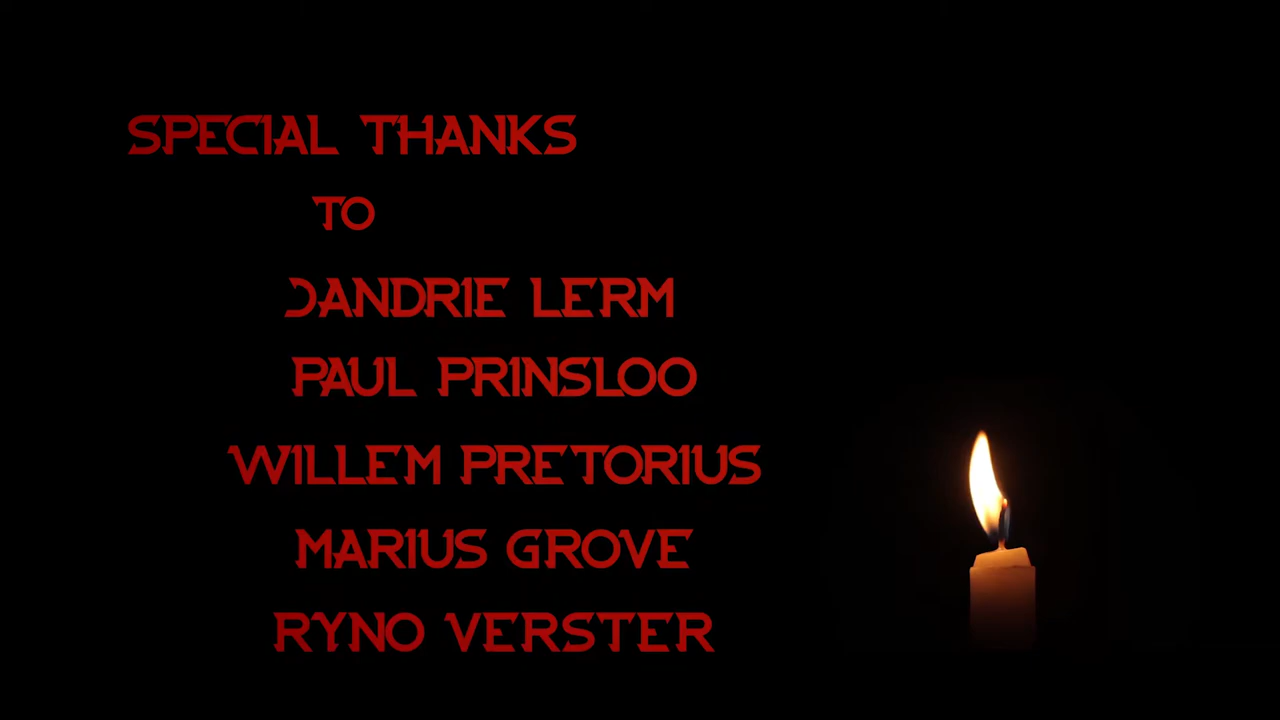 SPECIAL THANKS
TO
DANDRIE LERM
PAUL PRINSLOO
WILLEM PRETORIUS
MARIUS GROVE
RYNO VERSTER